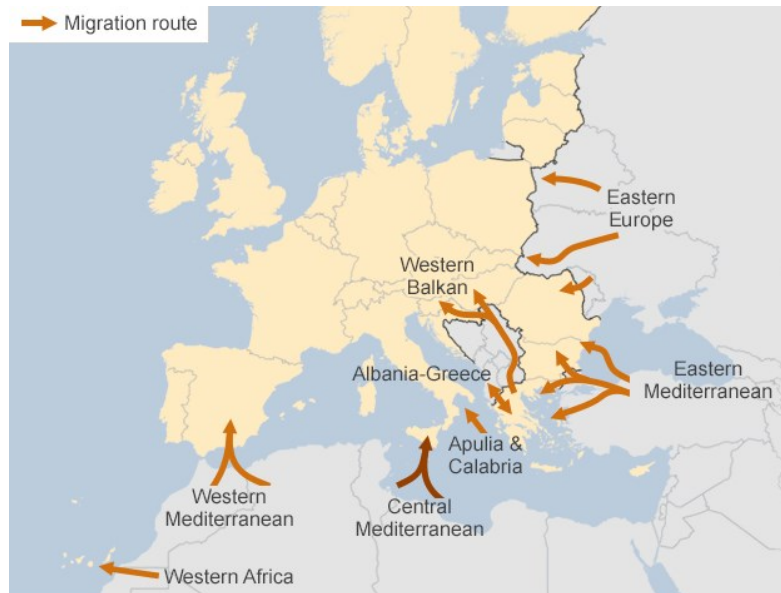 Migration route
Eastern
Europe
Western
Balkan
Albania-Greece
Eastern
Mediterranean
Apulia &
Calabria
Western
Mediterranean
Central
Mediterranean
Western Africa